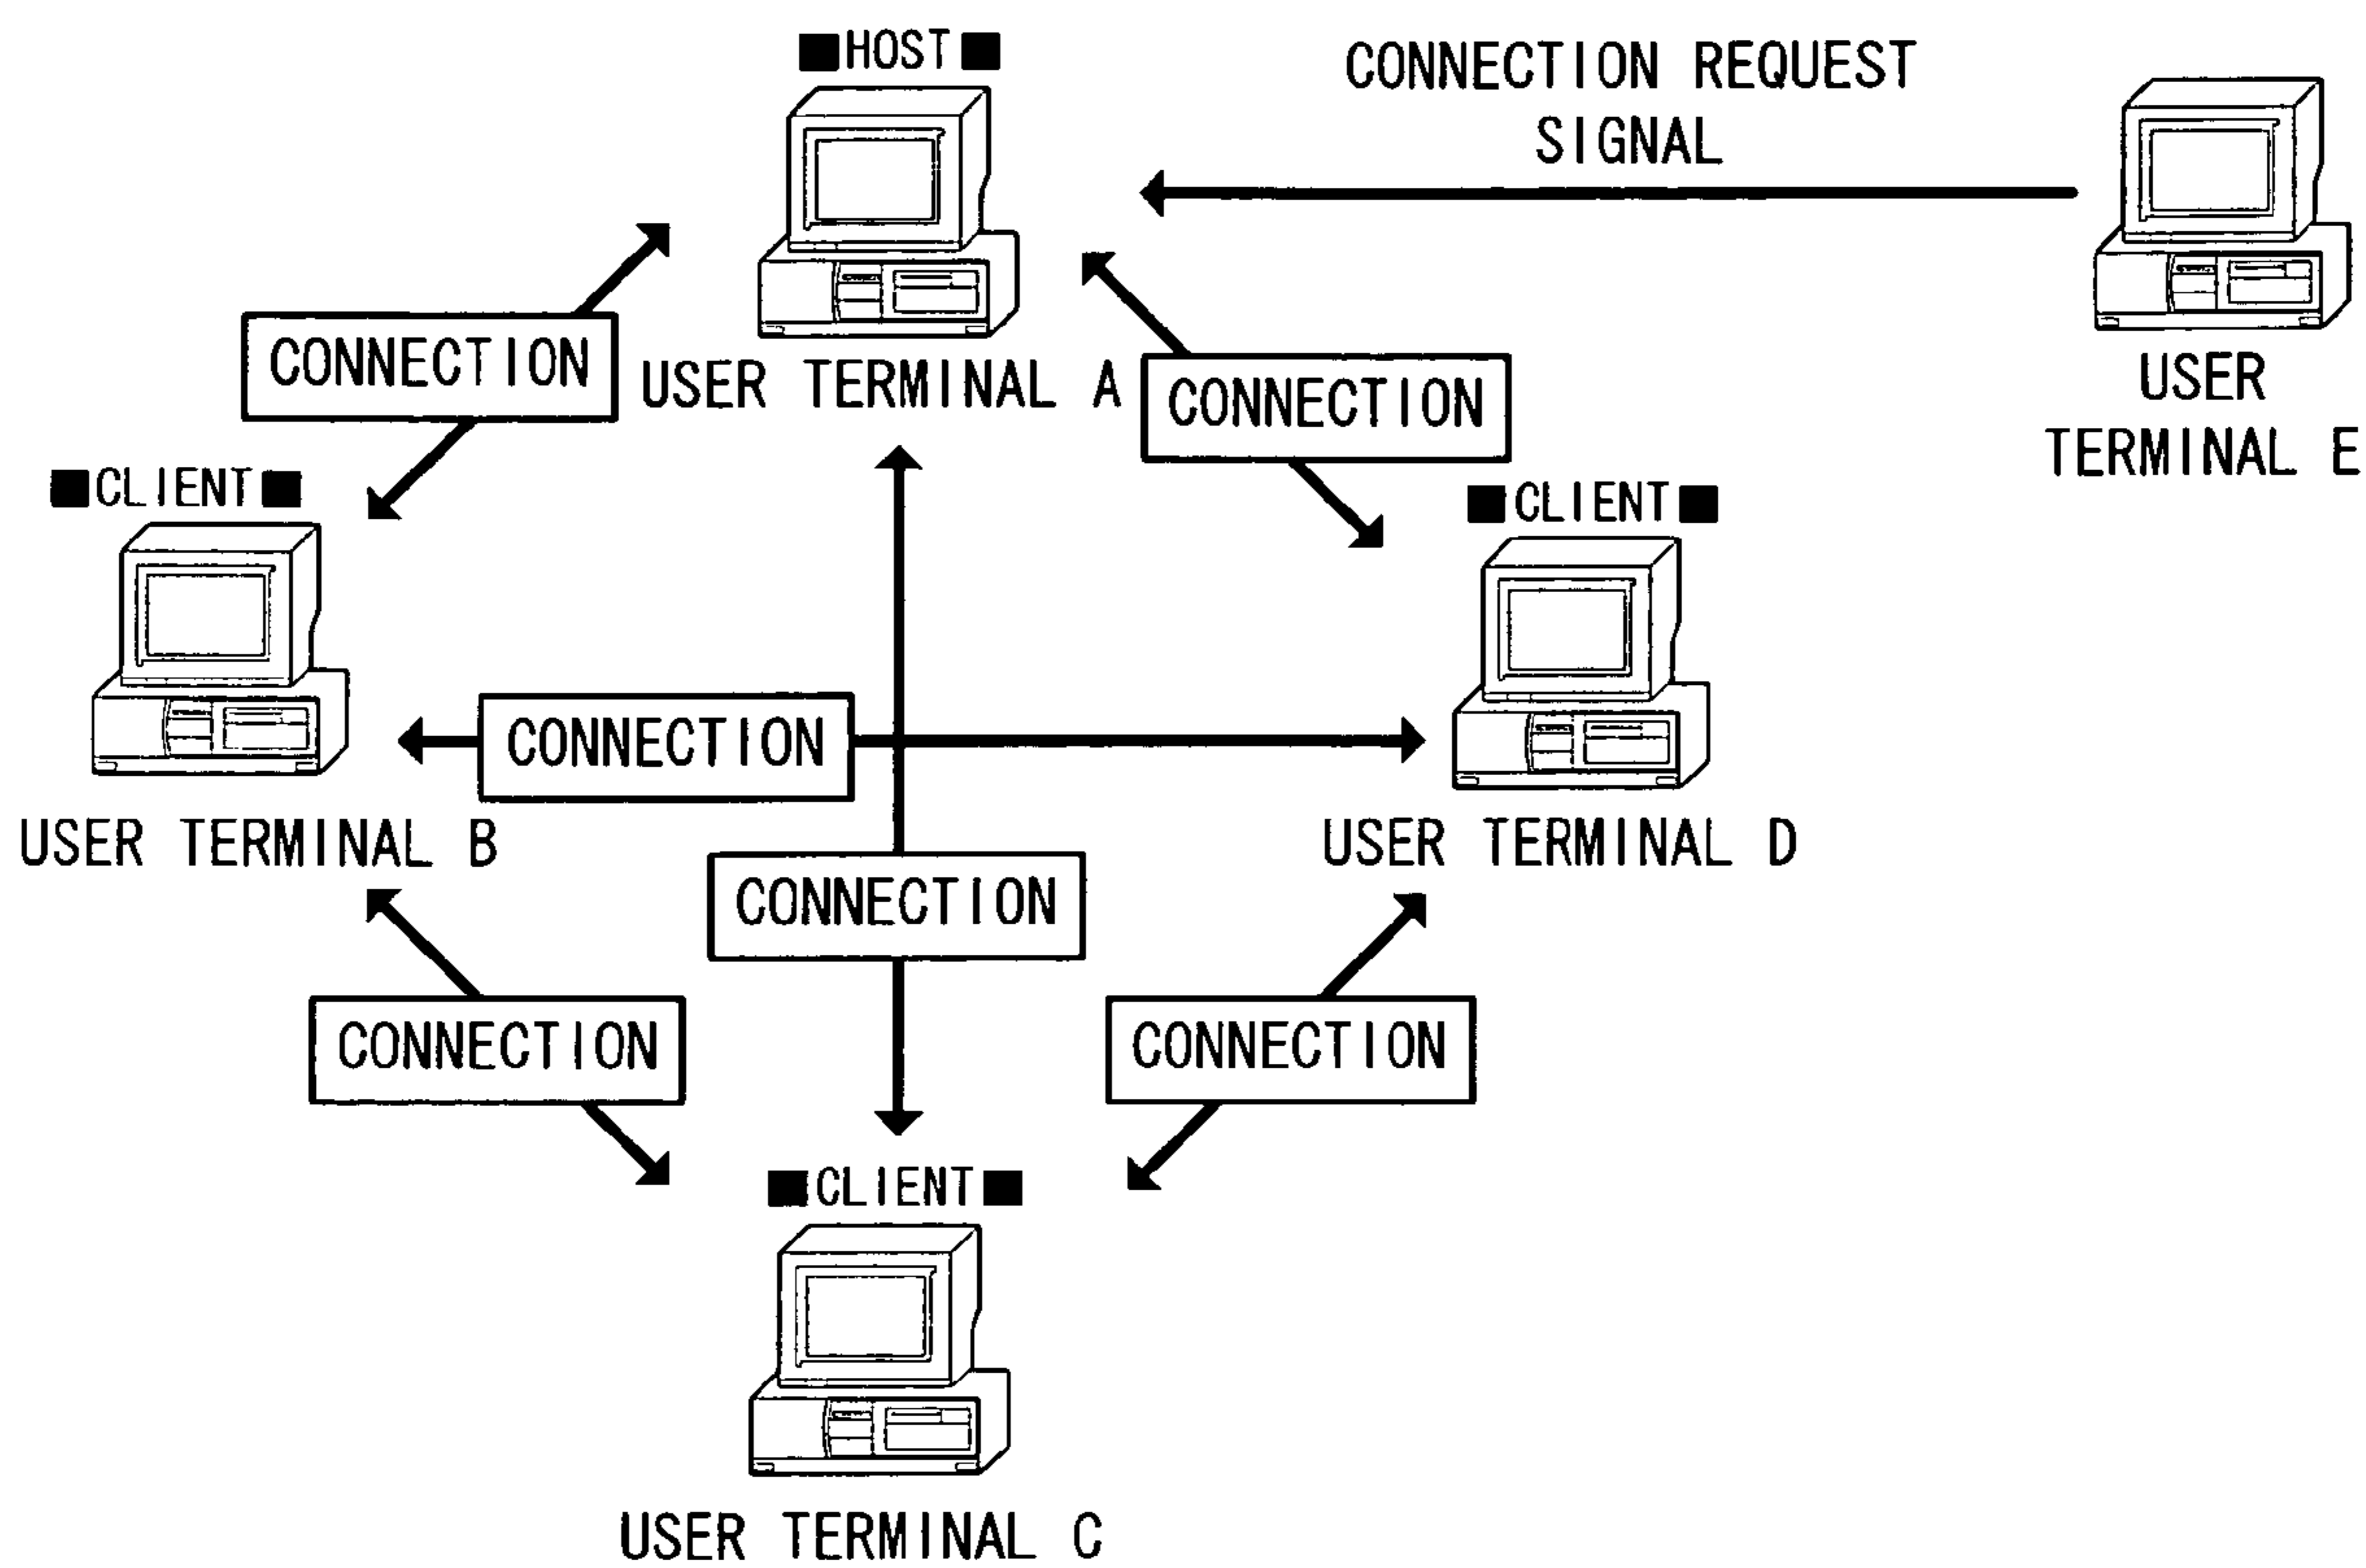 ■HOST■
CONNECTION REQUEST
SIGNAL
CONNECTION
USER TERMINAL A
CONNECTION
USER
TERMINAL E
■CLIENT■
■CLIENT■
CONNECTION
USER TERMINAL B
USER TERMINAL D
CONNECTION
CONNECTION
CONNECTION
■CLIENT■
USER TERMINAL C